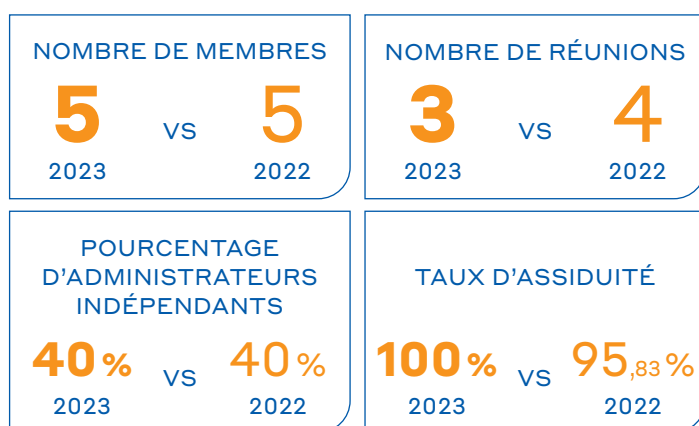 NOMBRE DE MEMBRES
5 VS 5
2023 2022
NOMBRE DE RÉUNIONS
3 VS 4
2023 2022
POURCENTAGE
D'ADMINISTRATEURS
INDÉPENDANTS
40 % VS 40 %
2023 2022
TAUX D'ASSIDUITÉ
100 % VS 95,83 %
2023 2022